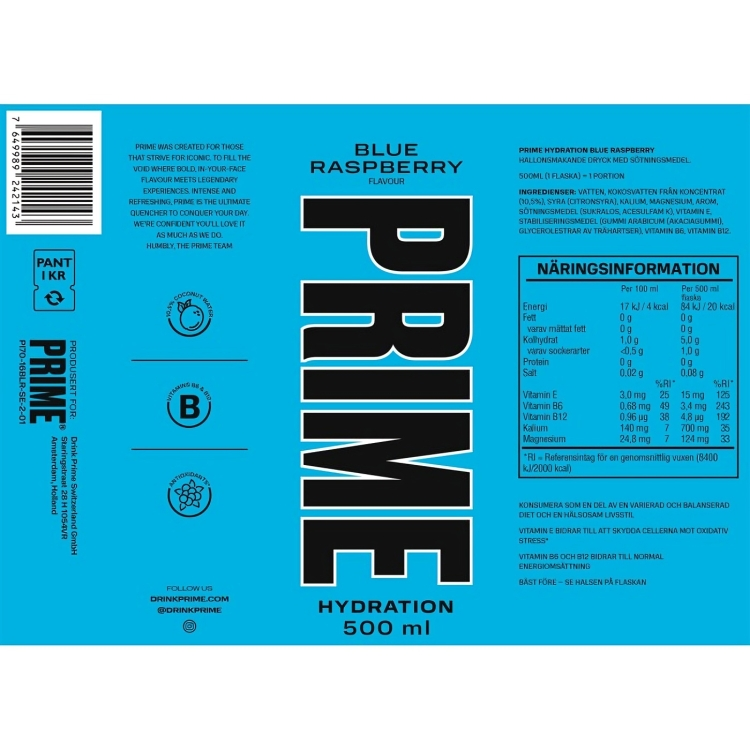 7 649989 242143
PANT
1 KR
PRODUSERT FOR:
PRIME®
PI70-16BLR-SE-2-01
Drink Prime Switzerland GmbH
Staringstraat 28 H 1054VR
Amsterdam, Holland
PRIME WAS CREATED FOR THOSE
THAT STRIVE FOR ICONIC. TO FILL THE
VOID WHERE BOLD, IN-YOUR-FACE
FLAVOUR MEETS LEGENDARY
EXPERIENCES. INTENSE AND
REFRESHING, PRIME IS THE ULTIMATE
QUENCHER TO CONQUER YOUR DAY.
WE'RE CONFIDENT YOU'LL LOVE IT
AS MUCH AS WE DO.
HUMBLY, THE PRIME TEAM
10,5% COCONUT WATER
VITAMINS B6 & B12
B
ANTIOXIDANTS*
FOLLOW US
DRINKPRIME.COM
@DRINKPRIME
BLUE
RASPBERRY
FLAVOUR
PRIME
HYDRATION
500 ml
PRIME HYDRATION BLUE RASPBERRY
HALLONSMAKANDE DRYCK MED SÖTNINGSMEDEL.
500ML (1 FLASKA) = 1 PORTION
INGREDIENSER: VATTEN, KOKOSVATTEN FRÅN KONCENTRAT
(10,5%), SYRA (CITRONSYRA), KALIUM, MAGNESIUM, AROM,
SÖTNINGSMEDEL (SUKRALOS, ACESULFAM K), VITAMIN E,
STABILISERINGSMEDEL (GUMMI ARABICUM (AKACIAGUMMI),
GLYCEROLESTRAR AV TRÄHARTSER), VITAMIN B6, VITAMIN B12.
NÄRINGSINFORMATION
Per 100 ml Per 500 ml
flaska
Energi 17 kJ / 4 kcal 84 kJ / 20 kcal
Fett 0 g 0 g
varav mättat fett 0 g 0 g
Kolhydrat 1,0 g 5,0 g
varav sockerarter <0,5 g 1,0 g
Protein 0 g 0 g
Salt 0,02 g 0,08 g
%RI* %RI*
Vitamin E 3,0 mg 25 15 mg 125
Vitamin B6 0,68 mg 49 3,4 mg 243
Vitamin B12 0,96 µg 38 4,8 µg 192
Kalium 140 mg 7 700 mg 35
Magnesium 24,8 mg 7 124 mg 33
*RI = Referensintag för en genomsnittlig vuxen (8400
kJ/2000 kcal)
KONSUMERA SOM EN DEL AV EN VARIERAD OCH BALANSERAD
DIET OCH EN HÄLSOSAM LIVSSTIL
VITAMIN E BIDRAR TILL ATT SKYDDA CELLERNA MOT OXIDATIV
STRESS*
VITAMIN B6 OCH B12 BIDRAR TILL NORMAL
ENERGIOMSÄTTNING
BÄST FÖRE – SE HALSEN PÅ FLASKAN